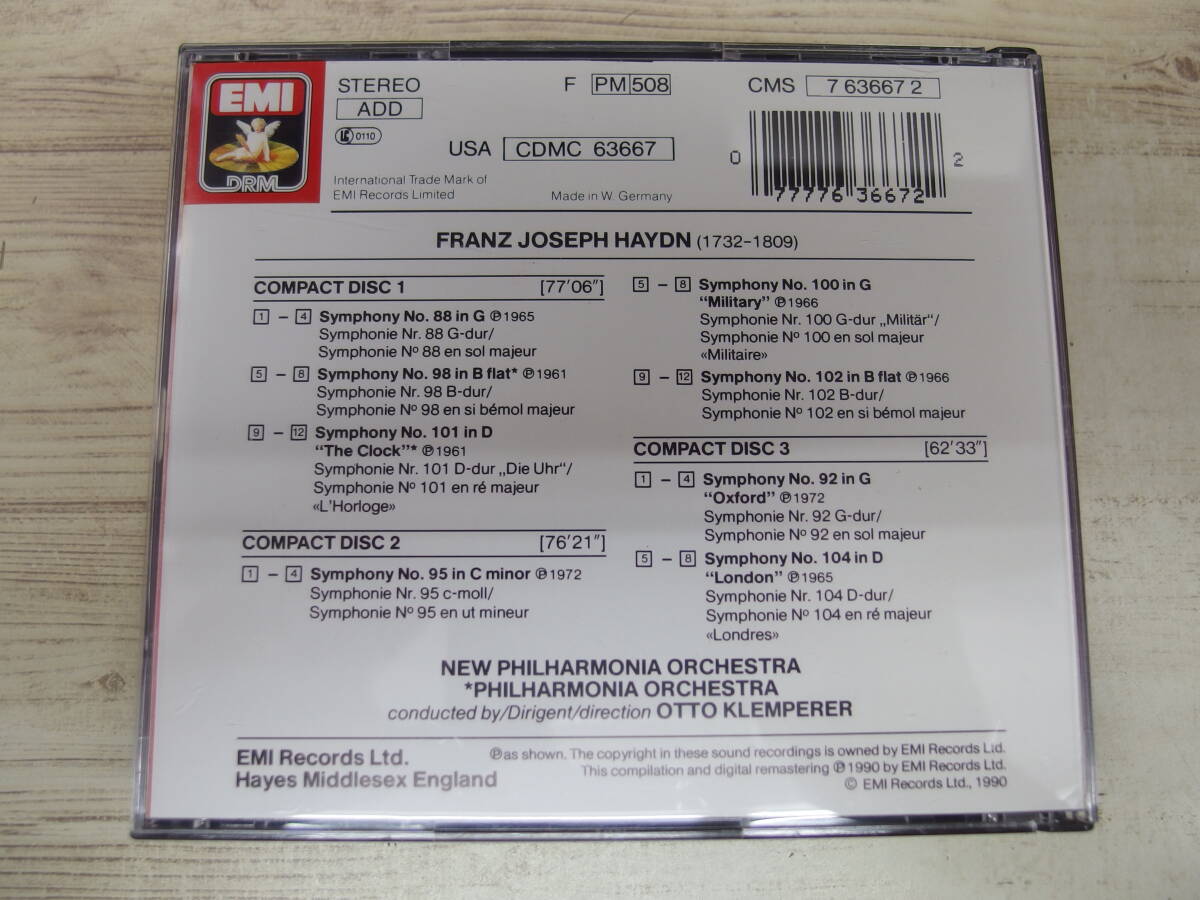 EMI
DRM
STEREO
ADD
LC 0110
F PM 508
CMS 7 63667 2
USA CDMC 63667
0 77776 36672 2
International Trade Mark of
EMI Records Limited
Made in W. Germany
FRANZ JOSEPH HAYDN (1732-1809)
COMPACT DISC 1 [77'06"]
1 – 4 Symphony No. 88 in G ℗1965
Symphonie Nr. 88 G-dur/
Symphonie Nº 88 en sol majeur
5 – 8 Symphony No. 98 in B flat* ℗1961
Symphonie Nr. 98 B-dur/
Symphonie Nº 98 en si bémol majeur
9 – 12 Symphony No. 101 in D
"The Clock"* ℗1961
Symphonie Nr. 101 D-dur „Die Uhr"/
Symphonie Nº 101 en ré majeur
«L'Horloge»
COMPACT DISC 2 [76'21"]
1 – 4 Symphony No. 95 in C minor ℗1972
Symphonie Nr. 95 c-moll/
Symphonie Nº 95 en ut mineur
5 – 8 Symphony No. 100 in G
"Military" ℗1966
Symphonie Nr. 100 G-dur „Militär"/
Symphonie Nº 100 en sol majeur
«Militaire»
9 – 12 Symphony No. 102 in B flat ℗1966
Symphonie Nr. 102 B-dur/
Symphonie Nº 102 en si bémol majeur
COMPACT DISC 3 [62'33"]
1 – 4 Symphony No. 92 in G
"Oxford" ℗1972
Symphonie Nr. 92 G-dur/
Symphonie Nº 92 en sol majeur
5 – 8 Symphony No. 104 in D
"London" ℗1965
Symphonie Nr. 104 D-dur/
Symphonie Nº 104 en ré majeur
«Londres»
NEW PHILHARMONIA ORCHESTRA
*PHILHARMONIA ORCHESTRA
conducted by/Dirigent/direction OTTO KLEMPERER
EMI Records Ltd.
Hayes Middlesex England
℗as shown. The copyright in these sound recordings is owned by EMI Records Ltd.
This compilation and digital remastering ℗1990 by EMI Records Ltd.
© EMI Records Ltd., 1990